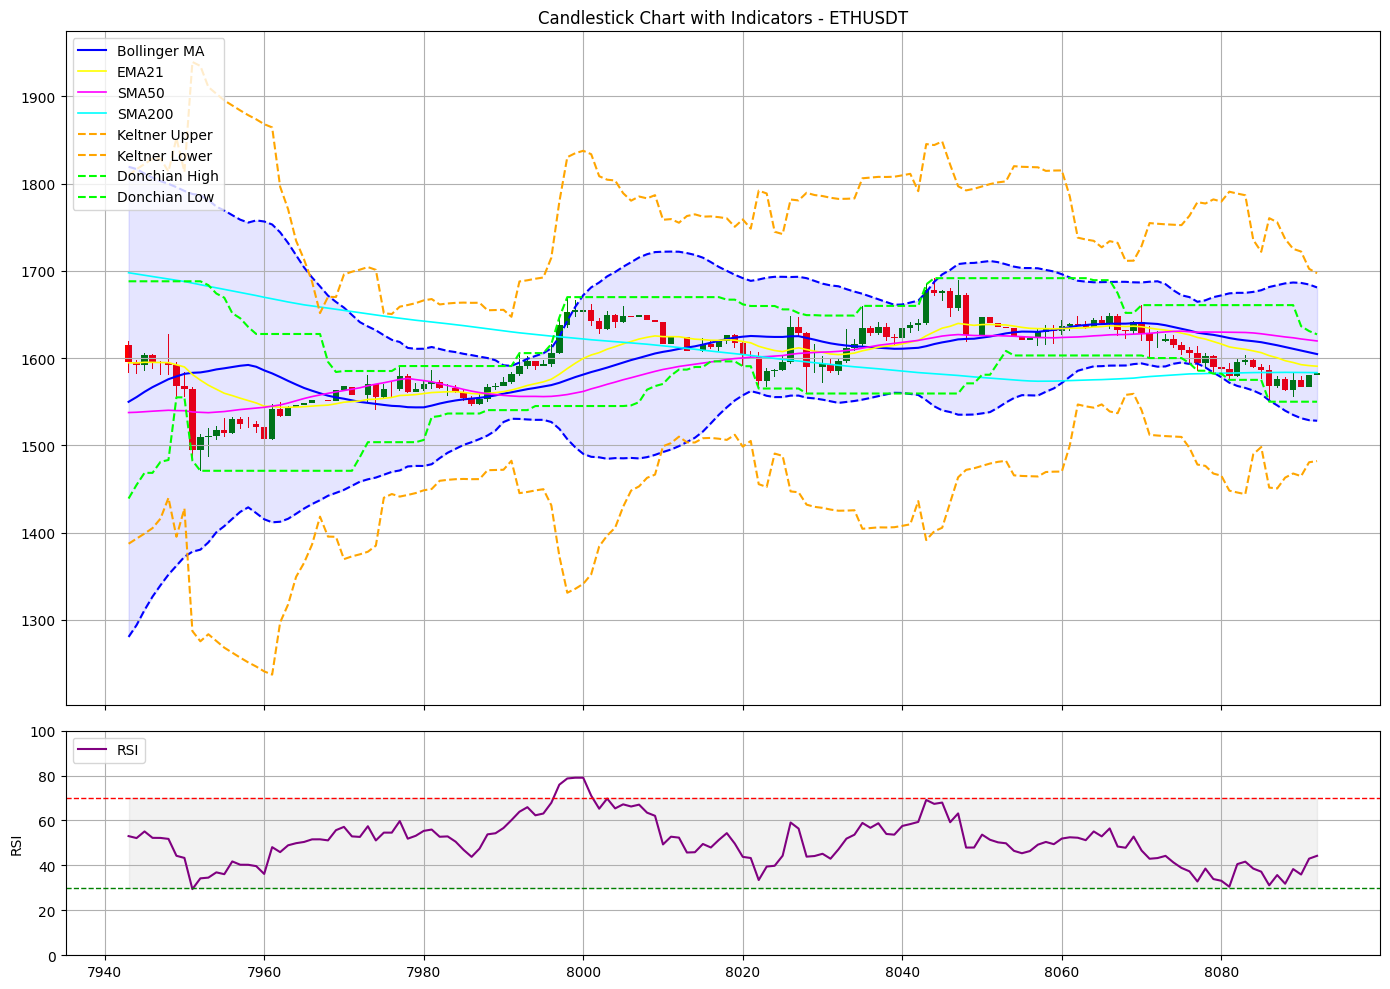 Candlestick Chart with Indicators - ETHUSDT
Bollinger MA
EMA21
SMA50
SMA200
Keltner Upper
Keltner Lower
Donchian High
Donchian Low
1900
1800
1700
1600
1500
1400
1300
RSI
100
80
60
40
20
0
RSI
7940 7960 7980 8000 8020 8040 8060 8080